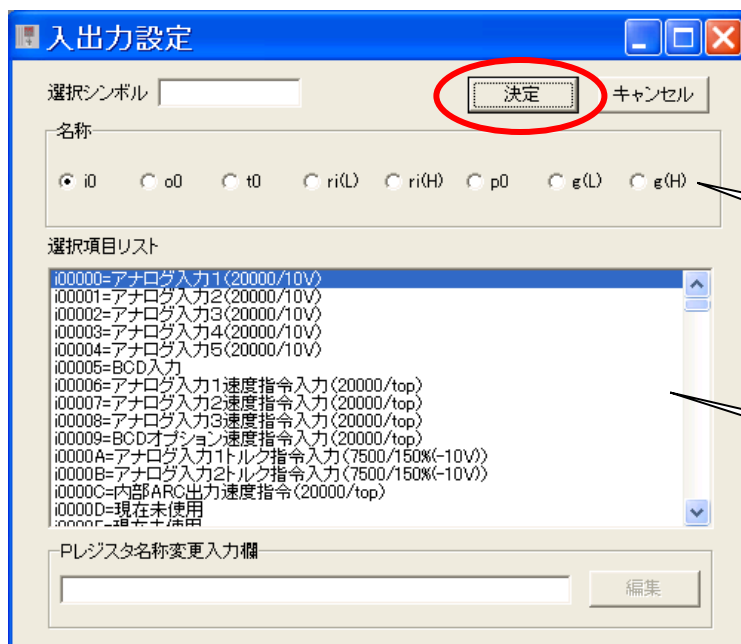 入出力設定
選択シンボル 決定 キャンセル
名称
i0 o0 t0 ri(L) ri(H) p0 g(L) g(H)
選択項目リスト
i00000=アナログ入力1(20000/10V)
i00001=アナログ入力2(20000/10V)
i00002=アナログ入力3(20000/10V)
i00003=アナログ入力4(20000/10V)
i00004=アナログ入力5(20000/10V)
i00005=BCD入力
i00006=アナログ入力1速度指令入力(20000/top)
i00007=アナログ入力2速度指令入力(20000/top)
i00008=アナログ入力3速度指令入力(20000/top)
i00009=BCDオプション速度指令入力(20000/top)
i0000A=アナログ入力1トルク指令入力(7500/150%(-10V))
i0000B=アナログ入力2トルク指令入力(7500/150%(-10V))
i0000C=内部ARC出力速度指令(20000/top)
i0000D=現在未使用
Pレジスタ名称変更入力欄
編集